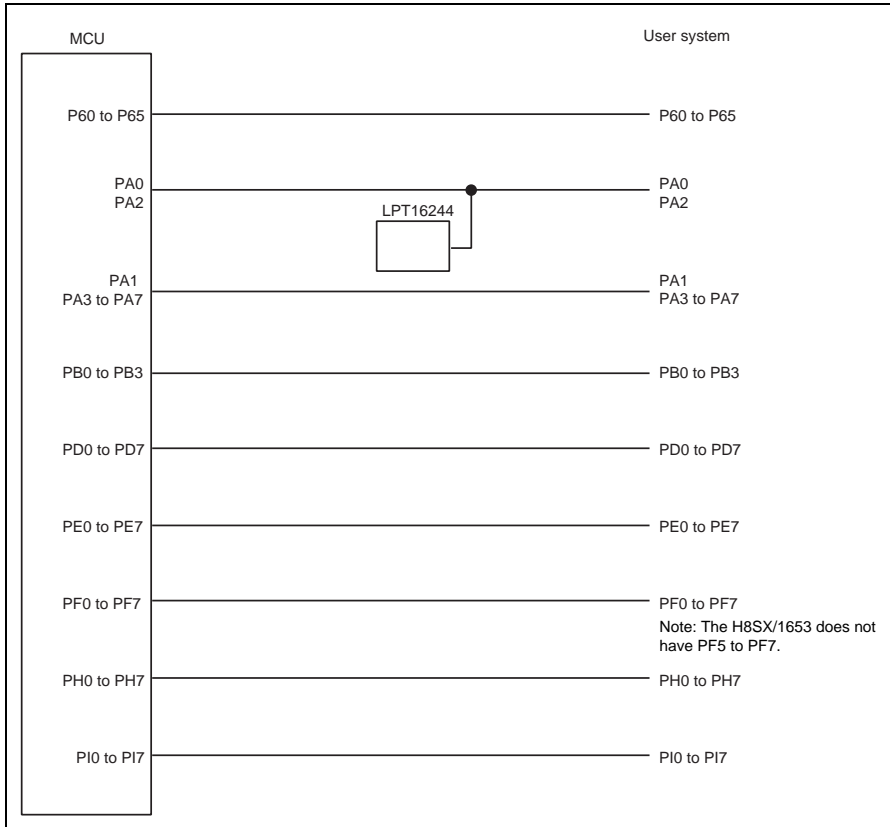 MCU
User system
P60 to P65
P60 to P65
PA0
PA2
LPT16244
PA0
PA2
PA1
PA3 to PA7
PA1
PA3 to PA7
PB0 to PB3
PB0 to PB3
PD0 to PD7
PD0 to PD7
PE0 to PE7
PE0 to PE7
PF0 to PF7
PF0 to PF7
Note: The H8SX/1653 does not
have PF5 to PF7.
PH0 to PH7
PH0 to PH7
PI0 to PI7
PI0 to PI7